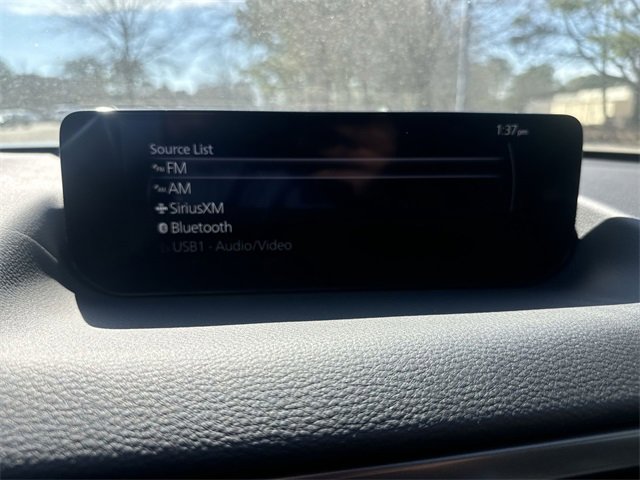 1:37 pm
Source List
FM
AM
SiriusXM
Bluetooth
USB1 - Audio/Video